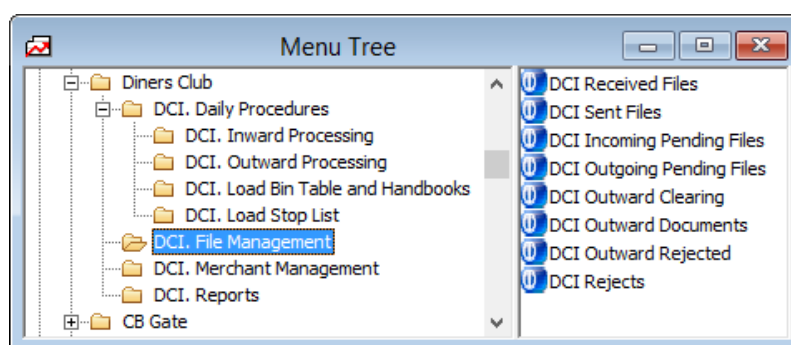 Menu Tree
Diners Club
DCI. Daily Procedures
DCI. Inward Processing
DCI. Outward Processing
DCI. Load Bin Table and Handbooks
DCI. Load Stop List
DCI. File Management
DCI. Merchant Management
DCI. Reports
CB Gate
DCI Received Files
DCI Sent Files
DCI Incoming Pending Files
DCI Outgoing Pending Files
DCI Outward Clearing
DCI Outward Documents
DCI Outward Rejected
DCI Rejects